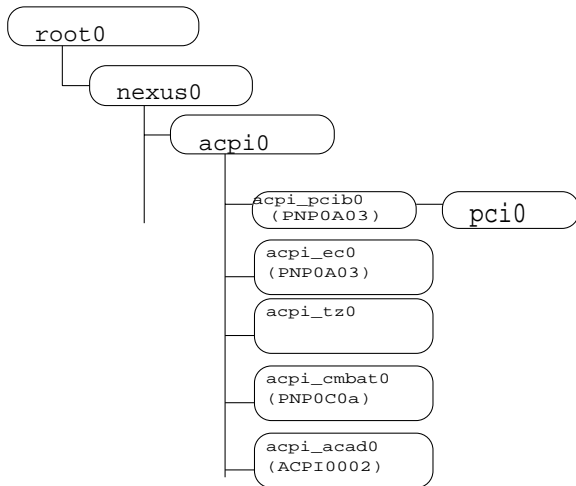 root0
nexus0
acpi0
acpi_pcib0
(PNP0A03)
pci0
acpi_ec0
(PNP0A03)
acpi_tz0
acpi_cmbat0
(PNP0C0a)
acpi_acad0
(ACPI0002)